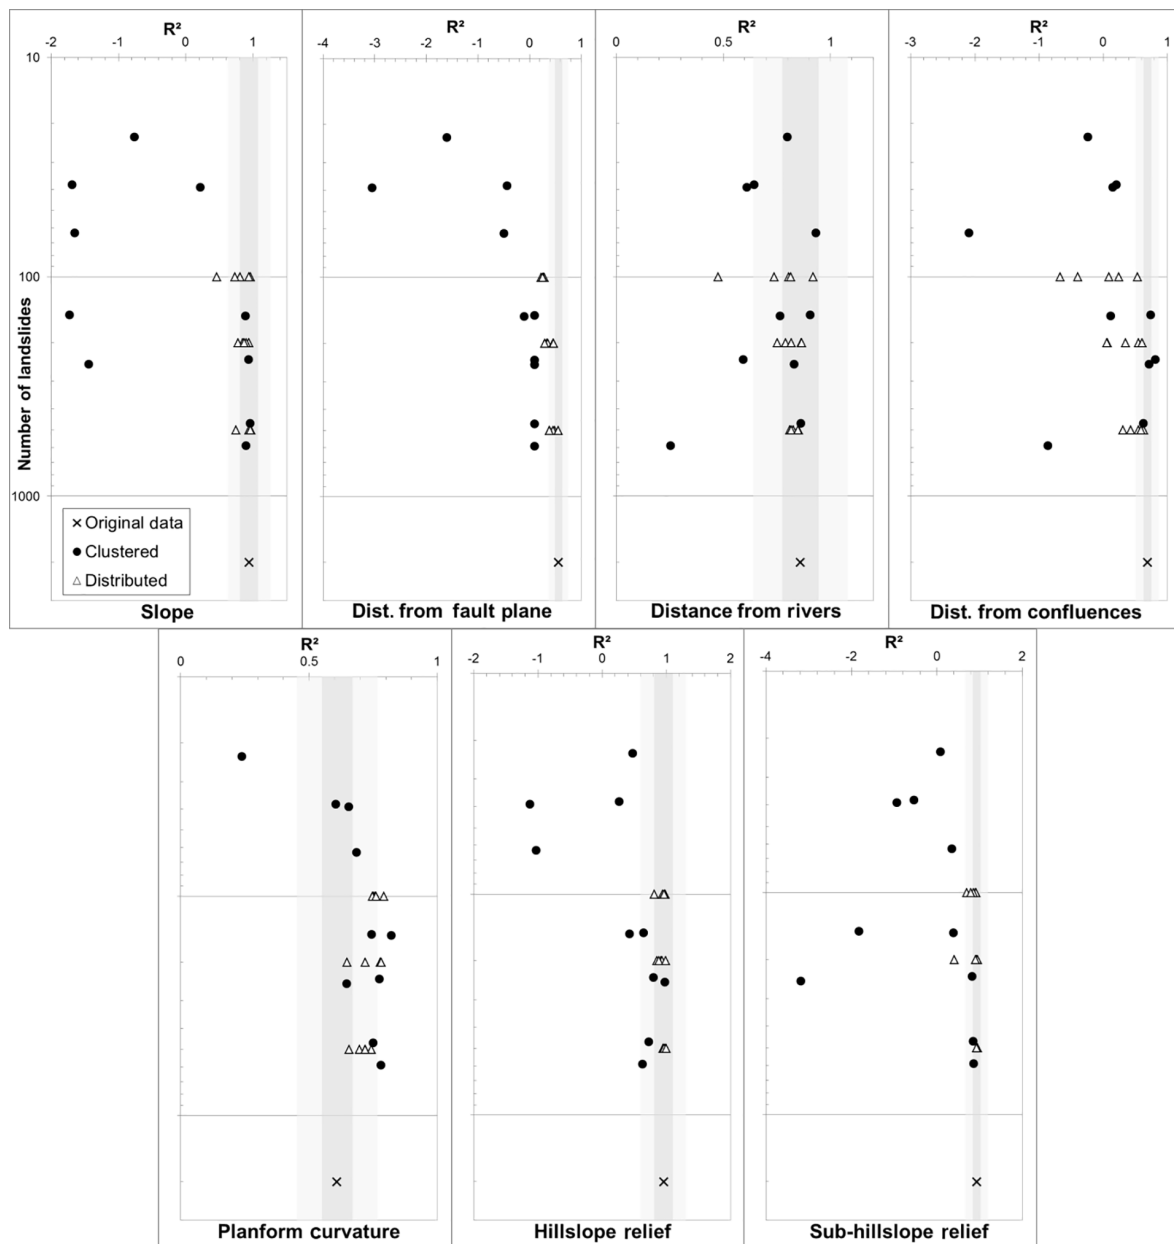 R²
R²
R²
R²
-2 -1 0 1
-4 -3 -2 -1 0 1
0 0.5 1
-3 -2 -1 0 1
10
100
1000
Number of landslides
Original data
Clustered
Distributed
Slope
Dist. from fault plane
Distance from rivers
Dist. from confluences
R²
R²
R²
0 0.5 1
-2 -1 0 1 2
-4 -2 0 2
Planform curvature
Hillslope relief
Sub-hillslope relief